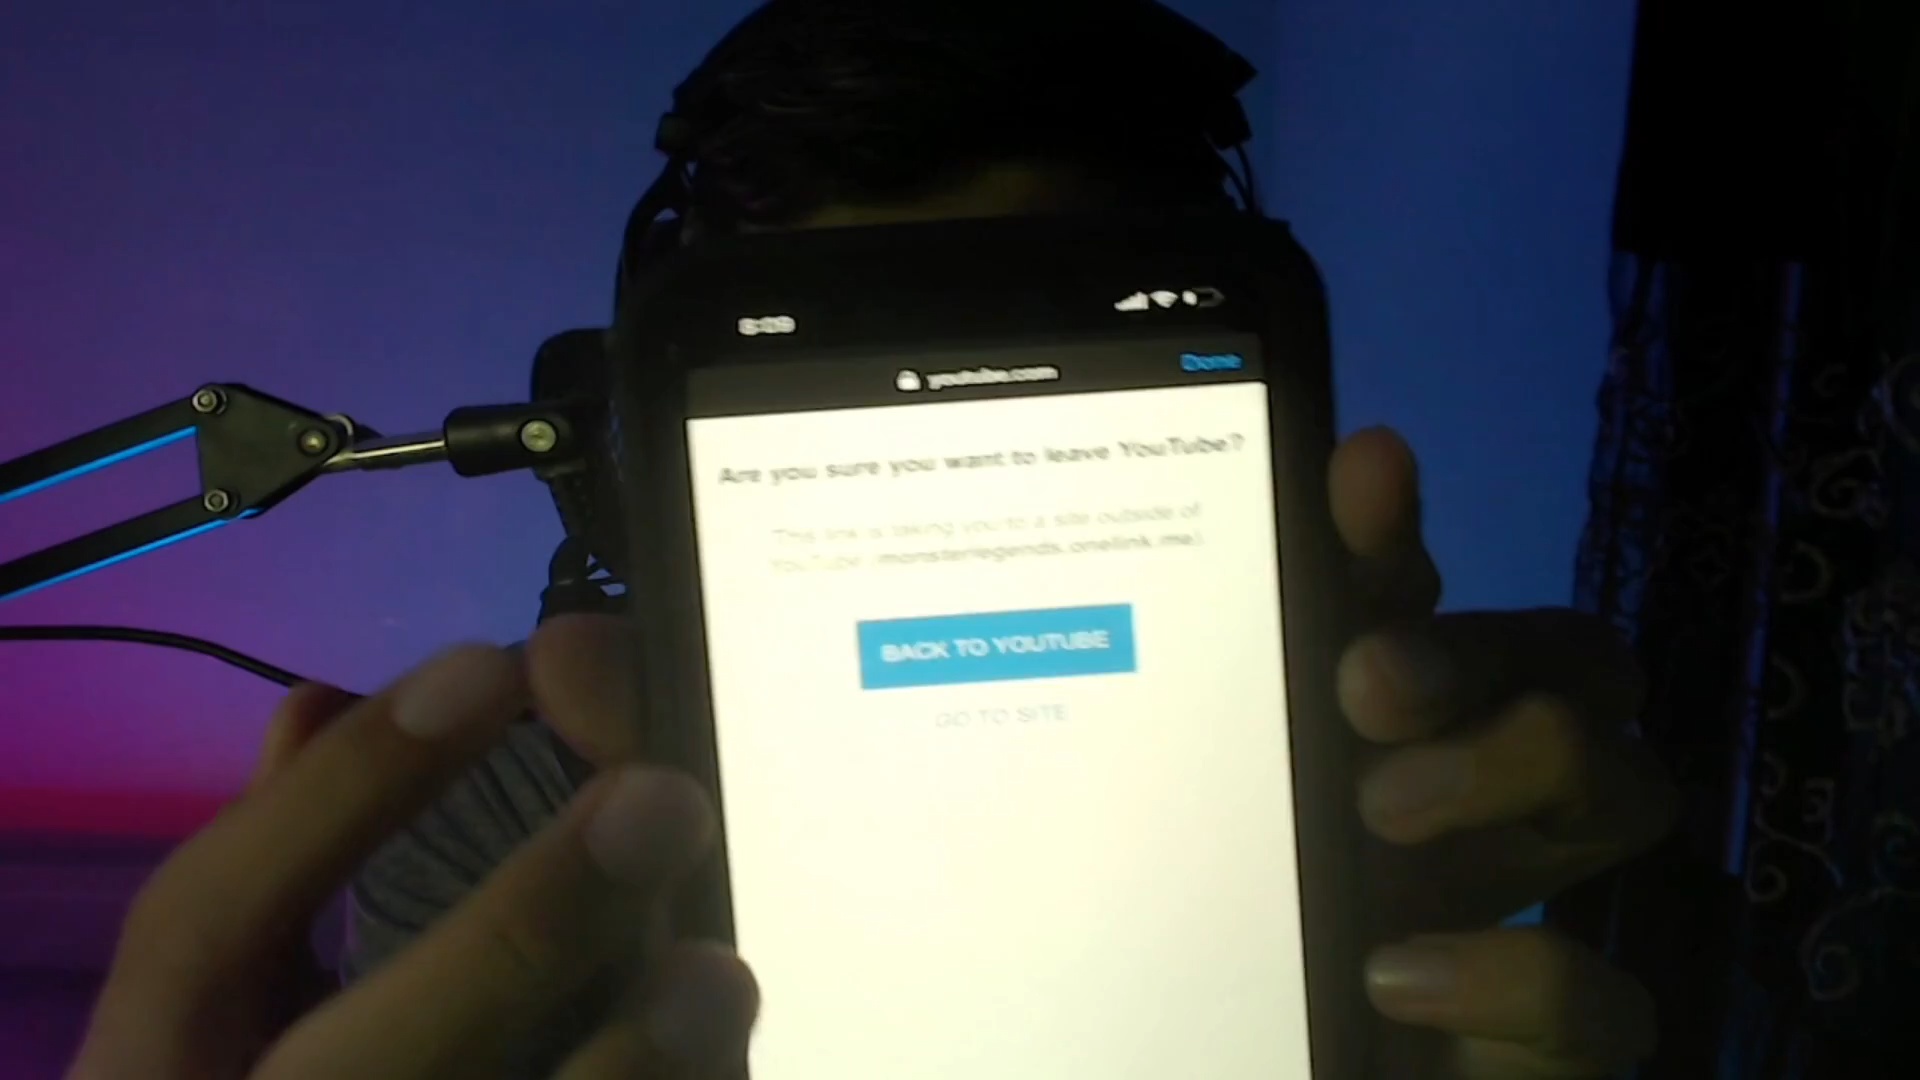 youtube.com
Done
Are you sure you want to leave YouTube?
This link is taking you to a site outside of
YouTube (monsterlegends.onelink.me)
BACK TO YOUTUBE
GO TO SITE